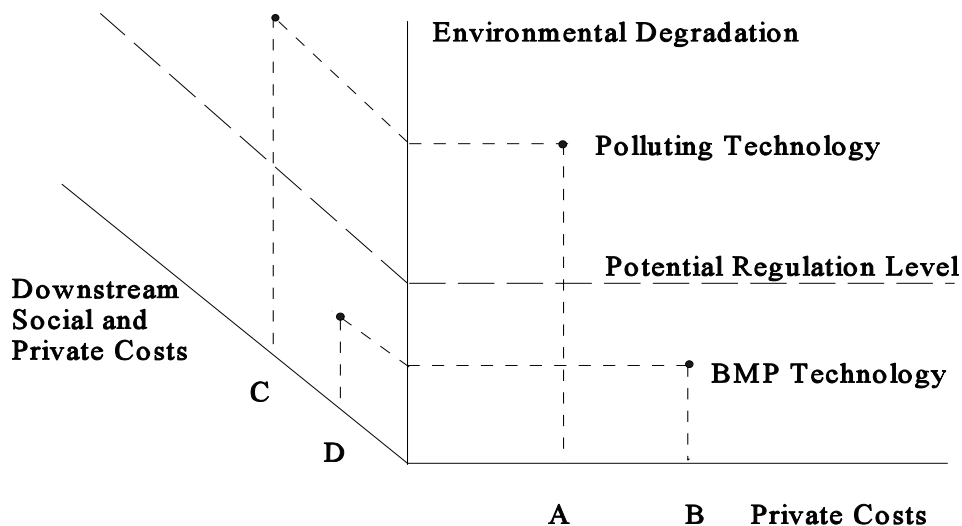 Environmental Degradation
Polluting Technology
Potential Regulation Level
Downstream
Social and
Private Costs
BMP Technology
C
D
A B Private Costs